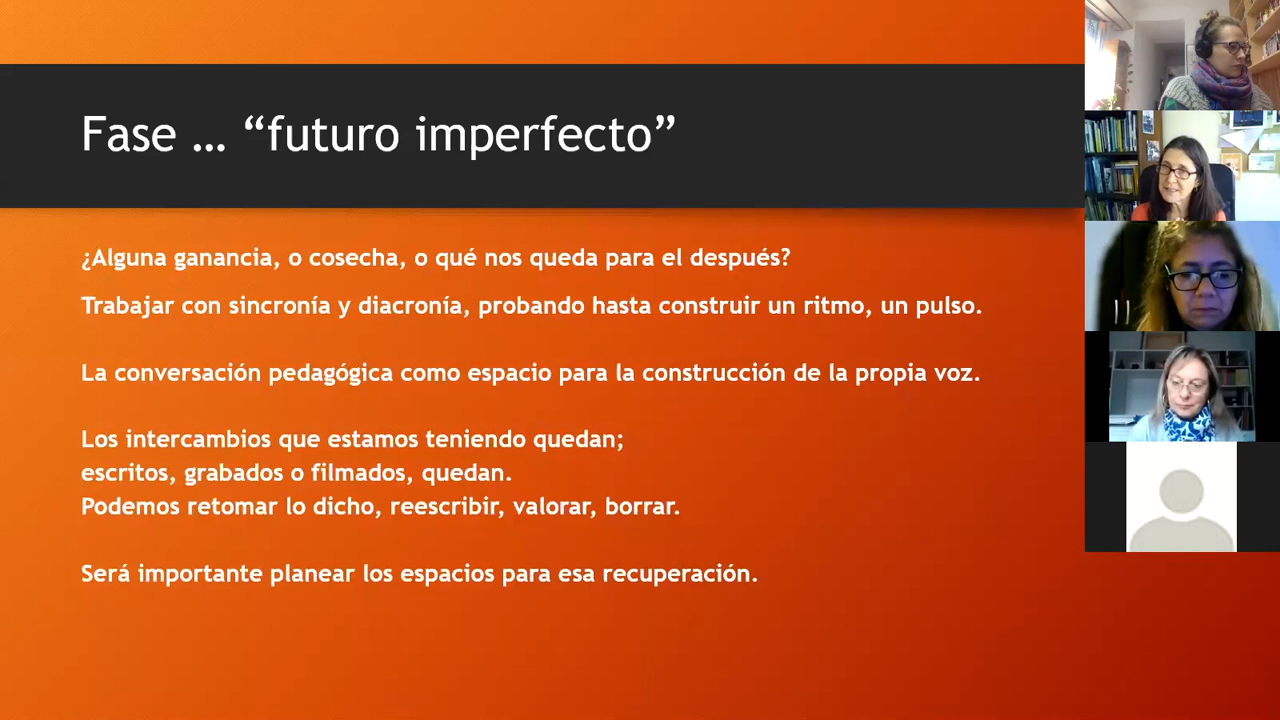 Fase … “futuro imperfecto”
¿Alguna ganancia, o cosecha, o qué nos queda para el después?
Trabajar con sincronía y diacronía, probando hasta construir un ritmo, un pulso.
La conversación pedagógica como espacio para la construcción de la propia voz.
Los intercambios que estamos teniendo quedan;
escritos, grabados o filmados, quedan.
Podemos retomar lo dicho, reescribir, valorar, borrar.
Será importante planear los espacios para esa recuperación.